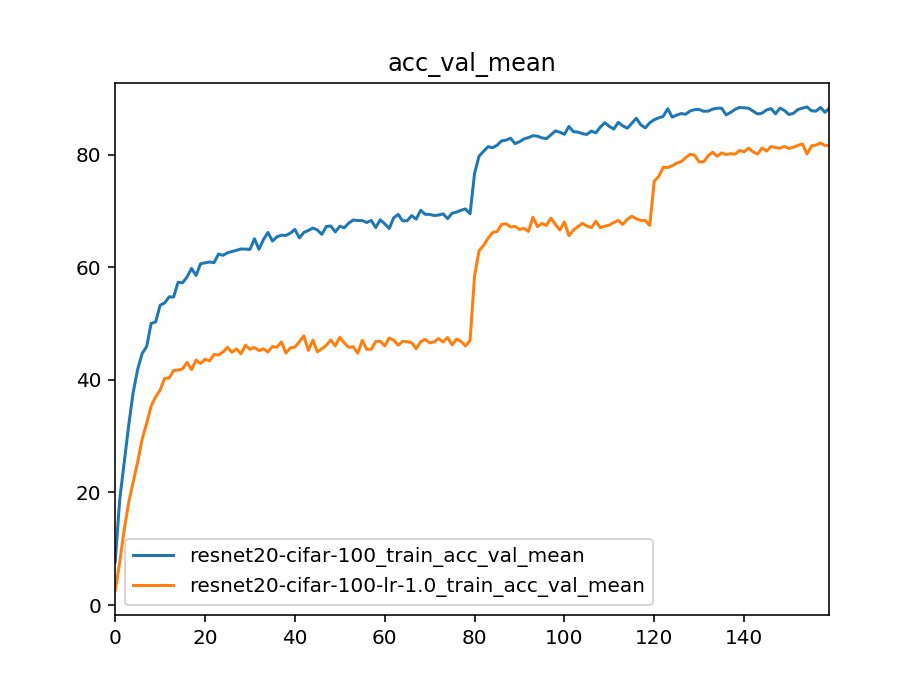 acc_val_mean
80
60
40
20
0
resnet20-cifar-100_train_acc_val_mean
resnet20-cifar-100-lr-1.0_train_acc_val_mean
0 20 40 60 80 100 120 140